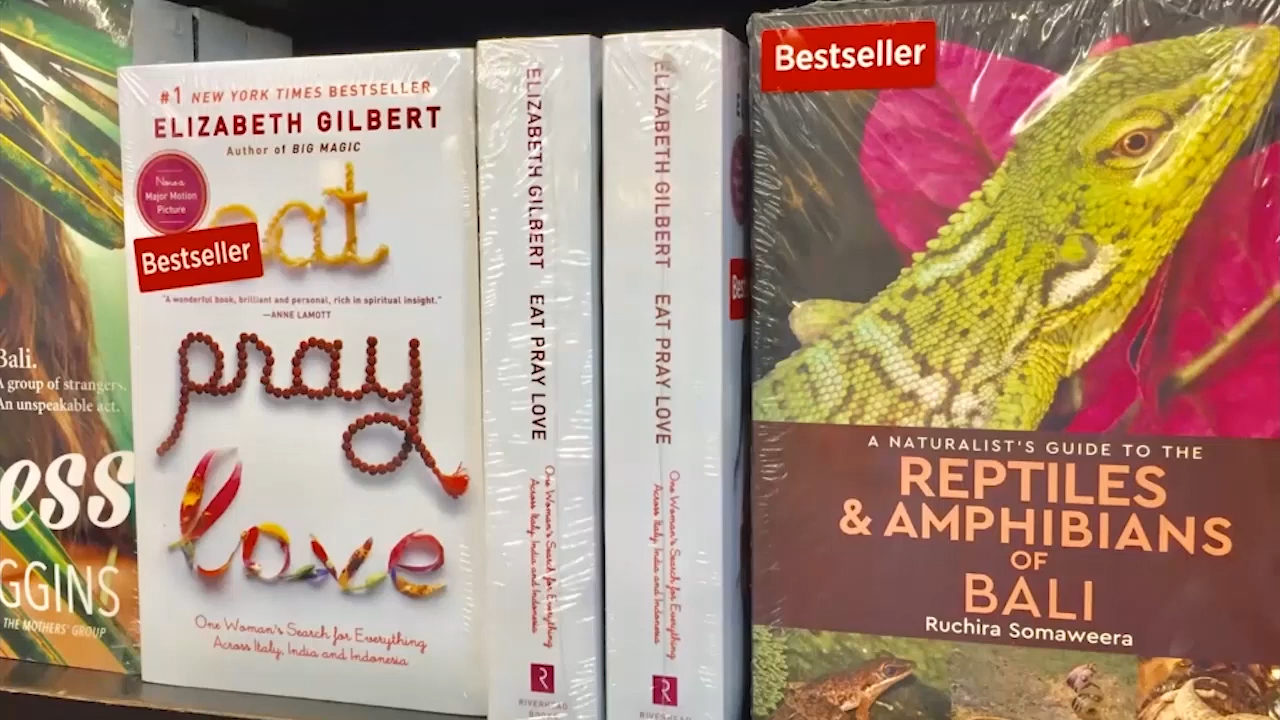 Bali.
A group of strangers.
An unspeakable act.
ess
GGINS
THE MOTHERS' GROUP
#1 NEW YORK TIMES BESTSELLER
ELIZABETH GILBERT
Author of BIG MAGIC
Now a
Major Motion
Picture
eat
Bestseller
"A wonderful book, brilliant and personal, rich in spiritual insight."
—ANNE LAMOTT
pray
love
One Woman's Search for Everything
Across Italy, India and Indonesia
ELIZABETH GILBERT EAT PRAY LOVE
One Woman's Search for Everything
Across Italy, India and Indonesia
R
RIVERHEAD
BOOKS
ELIZABETH GILBERT EAT PRAY LOVE
One Woman's Search for Everything
Across Italy, India and Indonesia
R
RIVERHEAD
Bes
Bestseller
A NATURALIST'S GUIDE TO THE
REPTILES
& AMPHIBIANS
OF
BALI
Ruchira Somaweera